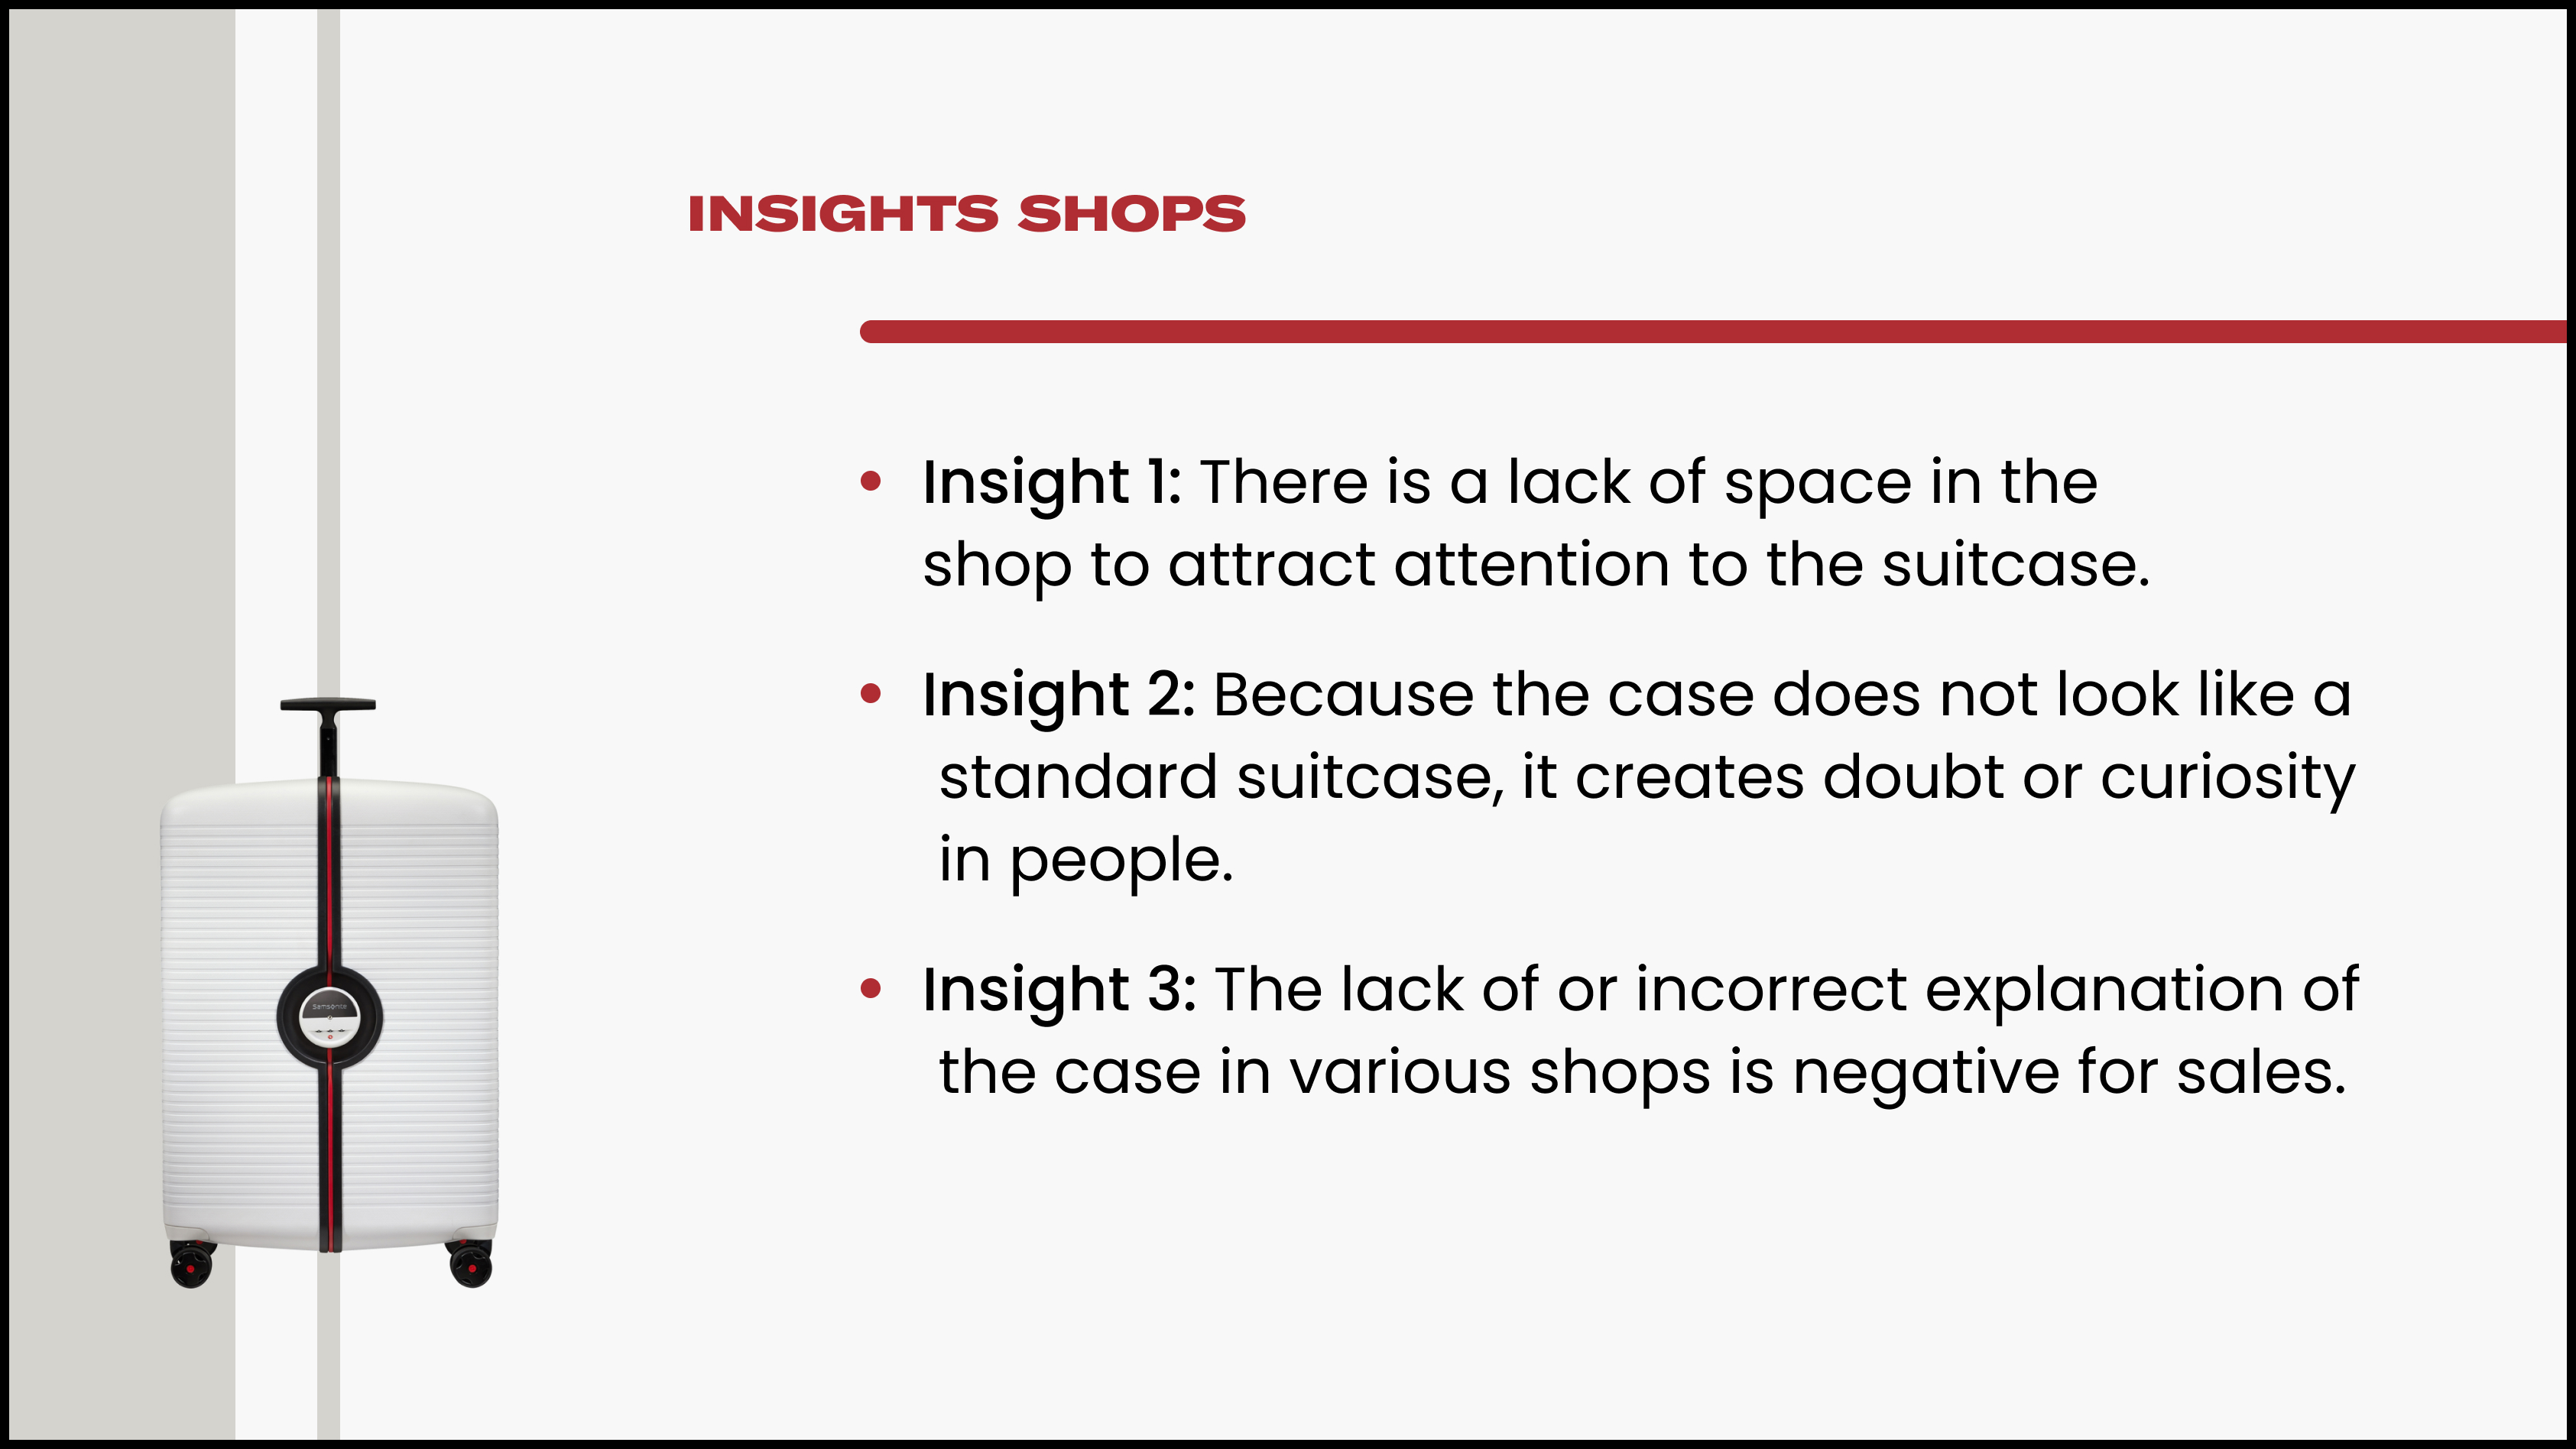 INSIGHTS SHOPS
• Insight 1: There is a lack of space in the
shop to attract attention to the suitcase.
• Insight 2: Because the case does not look like a
standard suitcase, it creates doubt or curiosity
in people.
• Insight 3: The lack of or incorrect explanation of
the case in various shops is negative for sales.
Samsonite